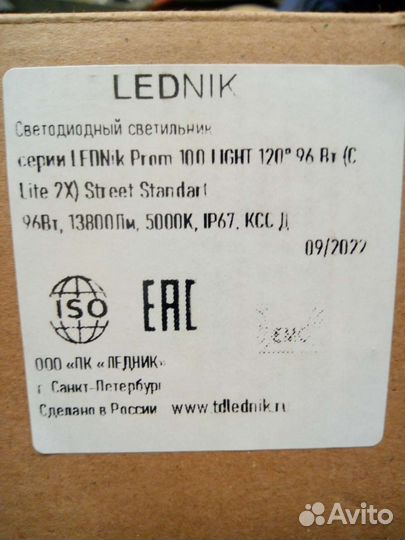 LEDNIK
Светодиодный светильник
серии LEDNik Prom 100 LIGHT 120° 96 Вт (C
Lite 2X) Street Standart
96Вт, 13800Лм, 5000К, IP67, КСС Д
09/2022
ISO
EAC
ООО «ПК «ЛЕДНИК»
г. Санкт-Петербург
Сделано в России www.tdlednik.ru
Avito